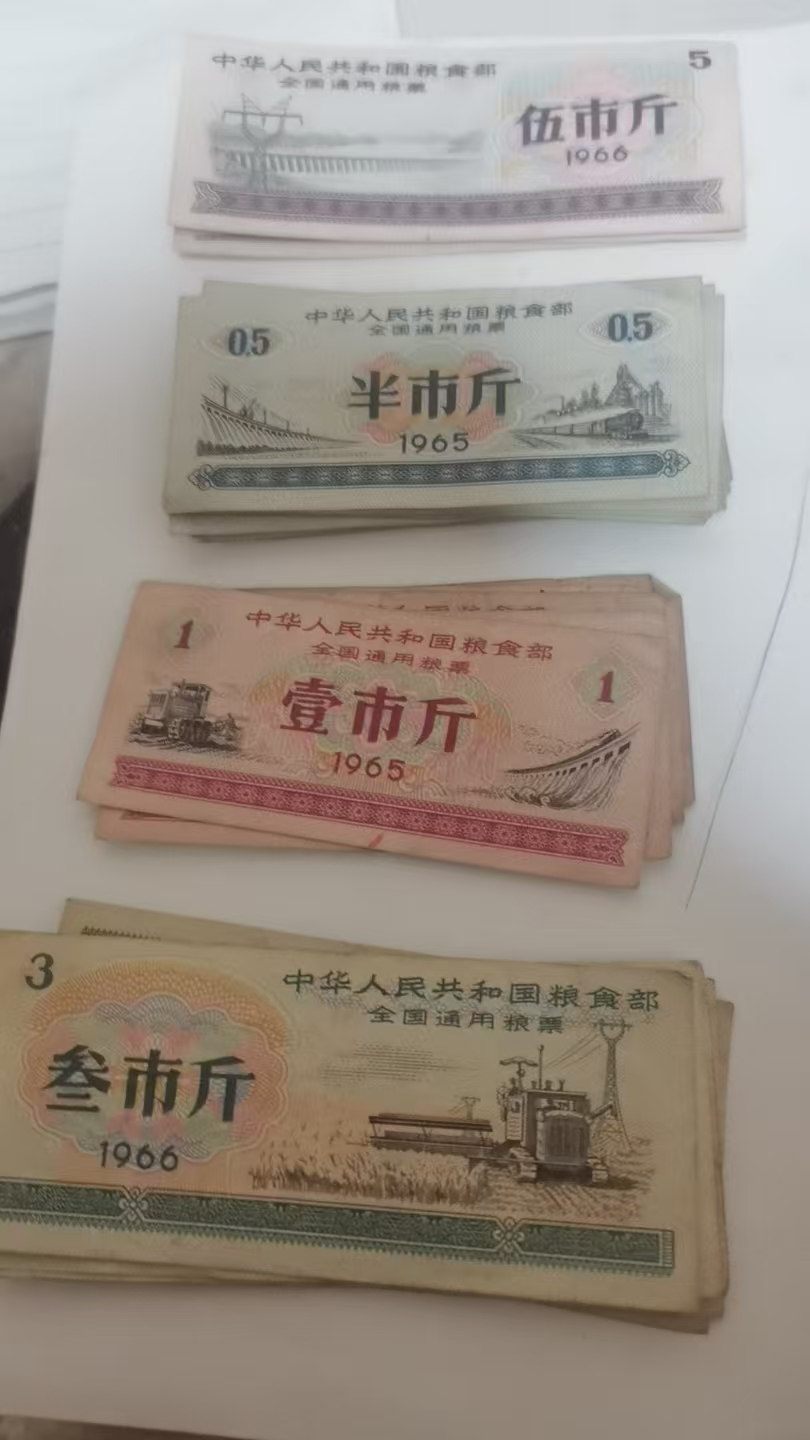 中华人民共和国粮食部
5
全国通用粮票
伍市斤
1966
中华人民共和国粮食部
全国通用粮票
0.5
0.5
半市斤
1965
1
中华人民共和国粮食部
全国通用粮票
1
壹市斤
1965
3
中华人民共和国粮食部
全国通用粮票
叁市斤
1966